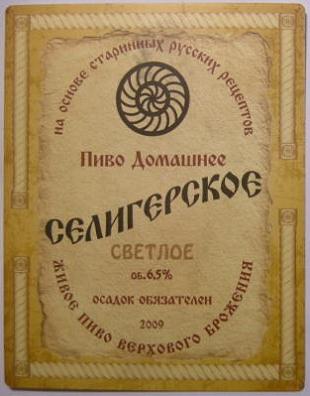 на основе старинных русских рецептов
Пиво Домашнее
СЕЛИГЕРСКОЕ
СВЕТЛОЕ
ОБ. 6,5%
ОСАДОК ОБЯЗАТЕЛЕН
2009
ЖИВОЕ ПИВО ВЕРХОВОГО БРОЖЕНИЯ